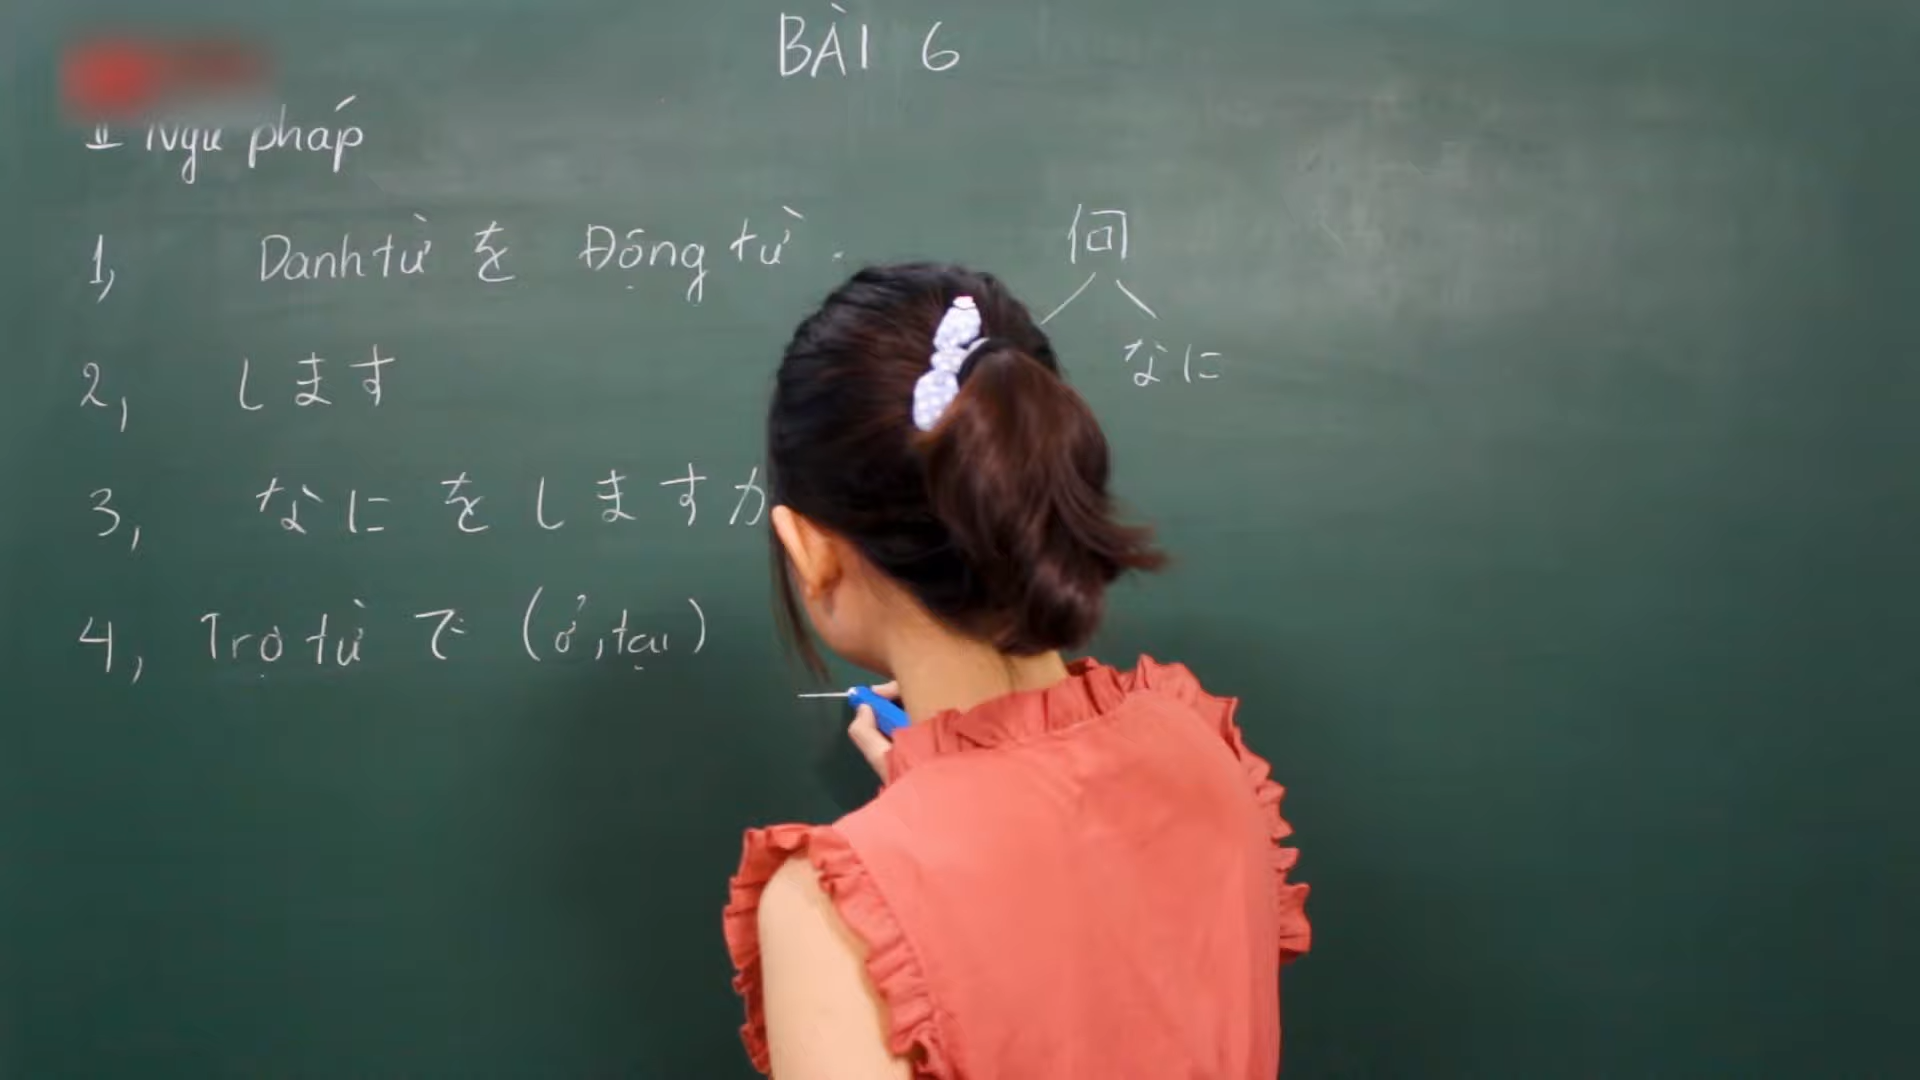 BÀI 6
II Ngữ pháp
1, Danh từ を Động từ.
何
なに
2, します
3, なにをしますか
4, Trợ từ で (ở, tại)